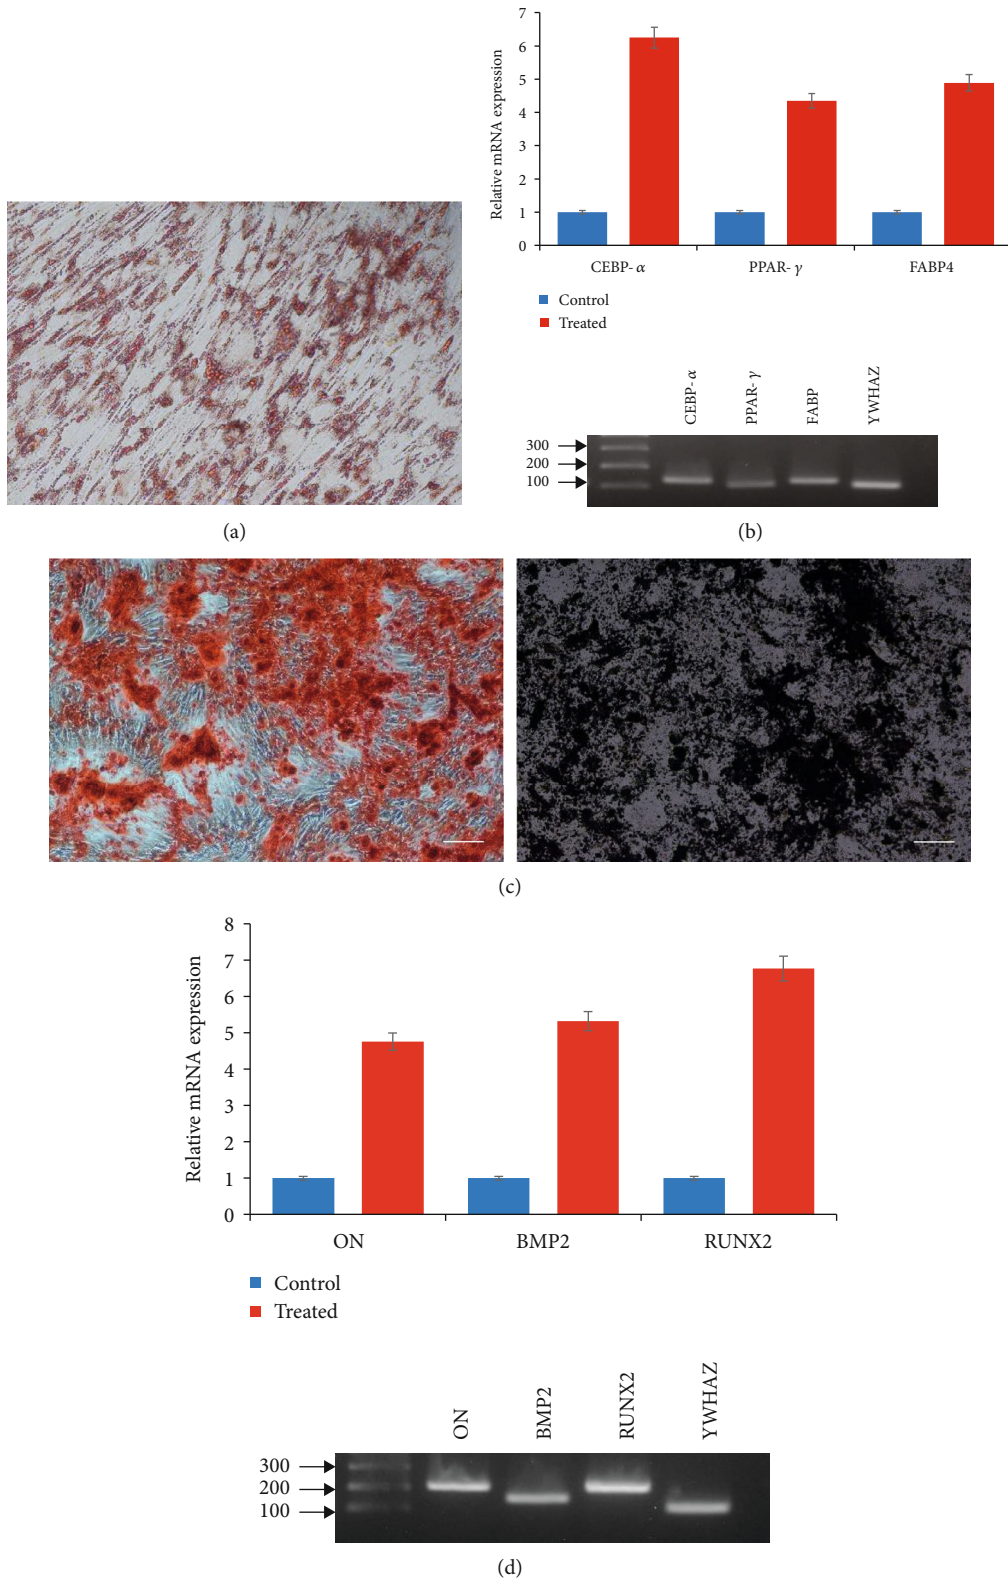 7
6
5
4
3
2
1
0
Relative mRNA expression
CEBP-α PPAR-γ FABP4
Control
Treated
CEBP-α PPAR-γ FABP YWHAZ
300
200
100
(a)
(b)
(c)
8
7
6
5
4
3
2
1
0
Relative mRNA expression
ON BMP2 RUNX2
Control
Treated
ON BMP2 RUNX2 YWHAZ
300
200
100
(d)